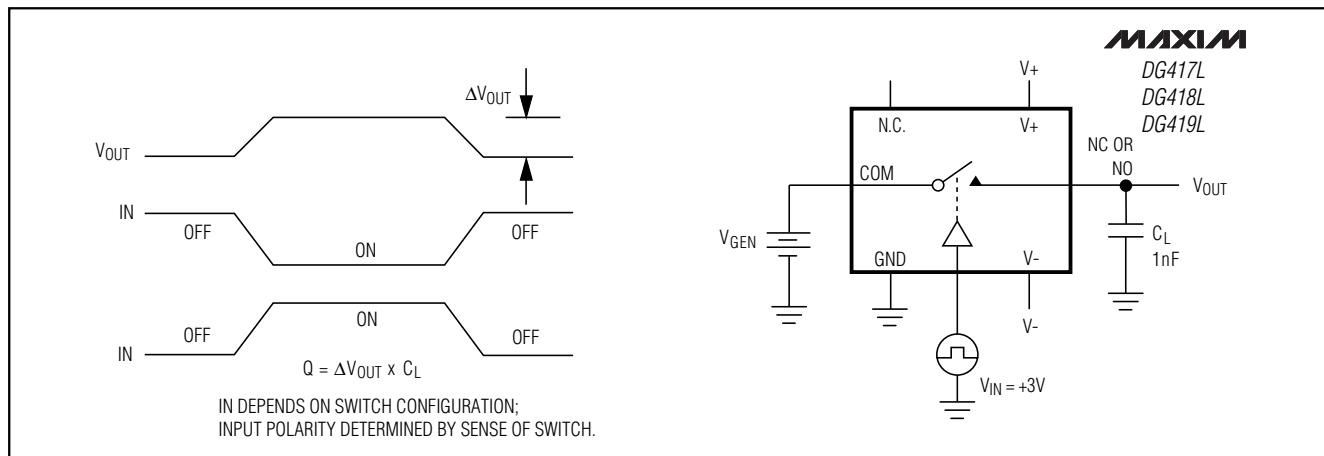 ΔVOUT
VOUT
IN
OFF
ON
OFF
IN
OFF
ON
OFF
Q = ΔVOUT x CL
IN DEPENDS ON SWITCH CONFIGURATION;
INPUT POLARITY DETERMINED BY SENSE OF SWITCH.
MAXIM
DG417L
DG418L
DG419L
V+
N.C.
V+
NC OR
NO
COM
VOUT
VGEN
CL
1nF
GND
V-
V-
VIN = +3V